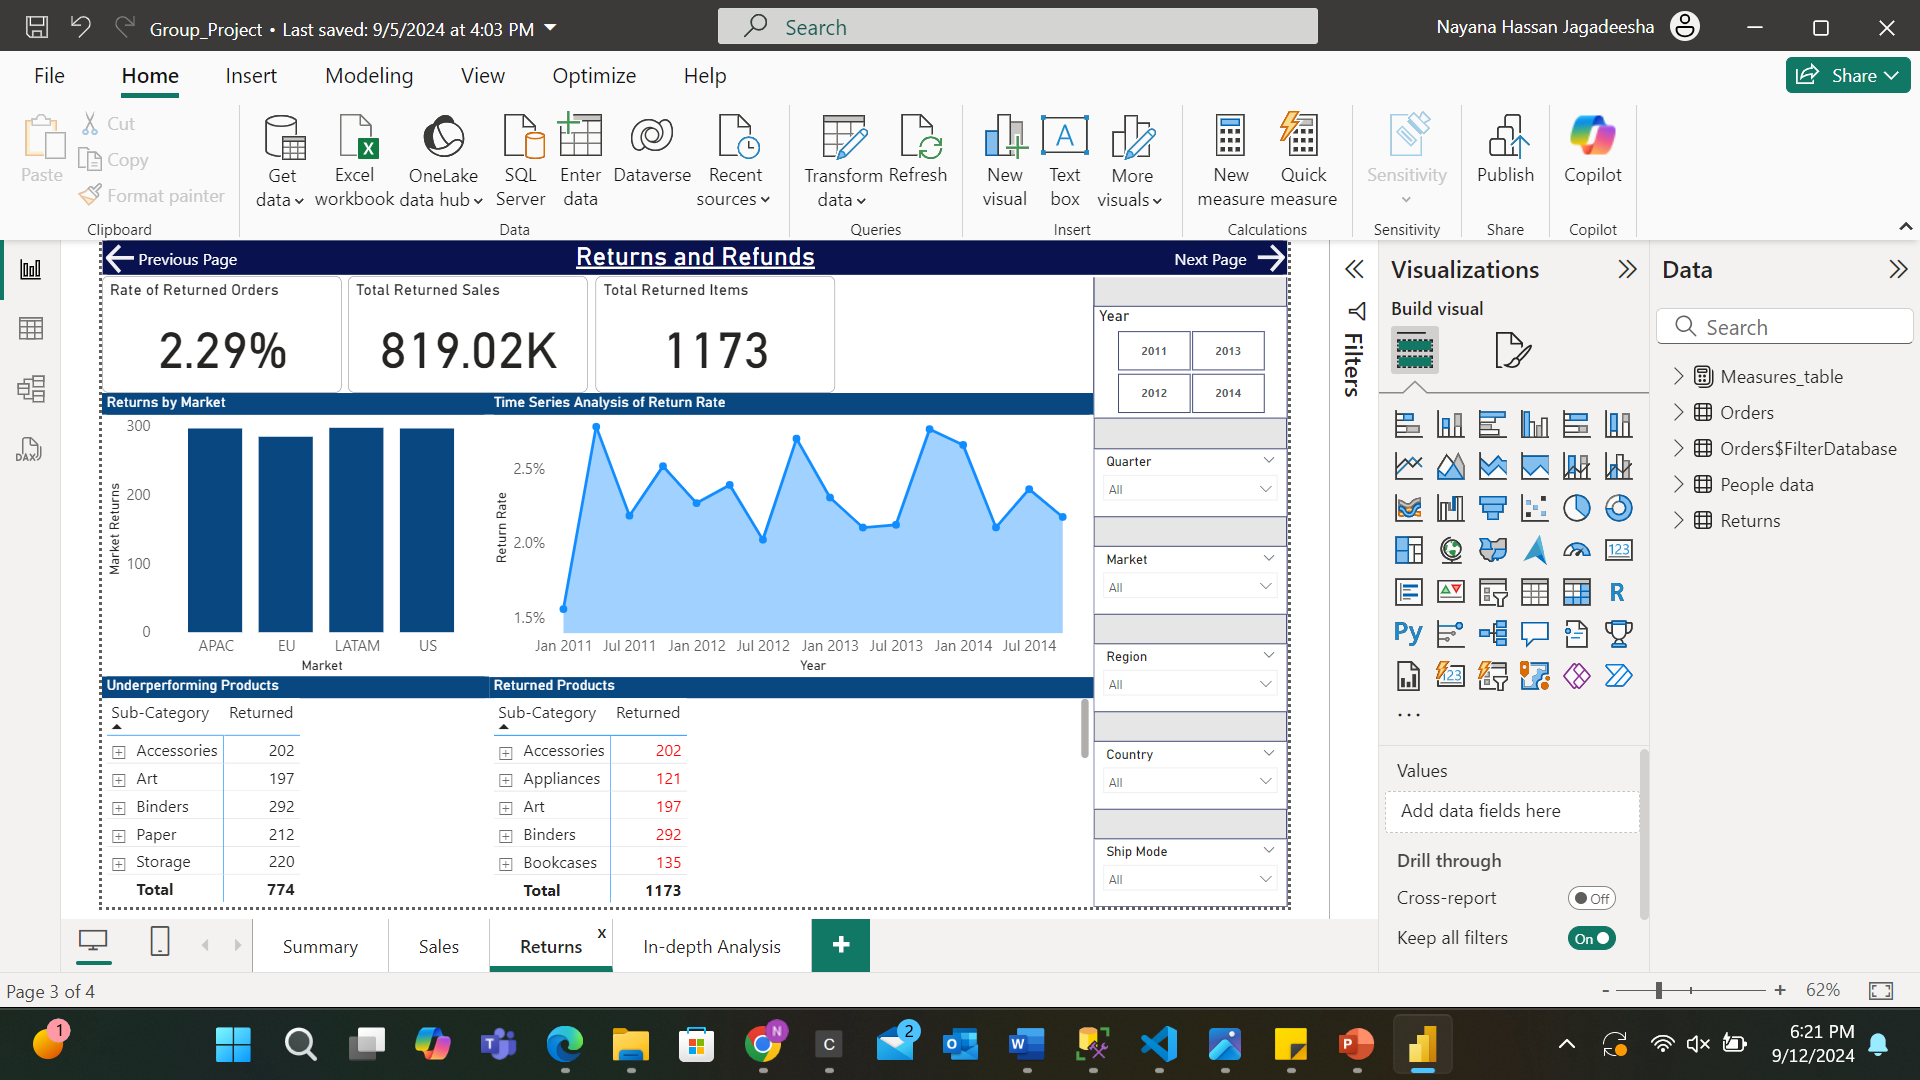 Group_Project • Last saved: 9/5/2024 at 4:03 PM
Search
Nayana Hassan Jagadeesha
File
Home
Insert
Modeling
View
Optimize
Help
Share
Paste
Cut
Copy
Format painter
Clipboard
Get data
Excel workbook
OneLake data hub
SQL Server
Enter data
Dataverse
Recent sources
Data
Transform data
Refresh
Queries
New visual
Text box
More visuals
Insert
New measure
Quick measure
Calculations
Sensitivity
Sensitivity
Publish
Share
Copilot
Copilot
DAX
Previous Page
Returns and Refunds
Next Page
Rate of Returned Orders
2.29%
Total Returned Sales
819.02K
Total Returned Items
1173
Returns by Market
Market Returns
300
200
100
0
APAC
EU
LATAM
US
Market
Time Series Analysis of Return Rate
Return Rate
2.5%
2.0%
1.5%
Jan 2011
Jul 2011
Jan 2012
Jul 2012
Jan 2013
Jul 2013
Jan 2014
Jul 2014
Year
Underperforming Products
Sub-Category Returned
Accessories 202
Art 197
Binders 292
Paper 212
Storage 220
Total 774
Returned Products
Sub-Category Returned
Accessories 202
Appliances 121
Art 197
Binders 292
Bookcases 135
Total 1173
Year
2011
2013
2012
2014
Quarter
All
Market
All
Region
All
Country
All
Ship Mode
All
Filters
Visualizations
Build visual
123
R
Py
123
...
Values
Add data fields here
Drill through
Cross-report
Off
Keep all filters
On
Data
Search
Measures_table
Orders
Orders$FilterDatabase
People data
Returns
Summary
Sales
Returns
x
In-depth Analysis
+
Page 3 of 4
- + 62%
1
N
C
2
O
W
P
6:21 PM
9/12/2024